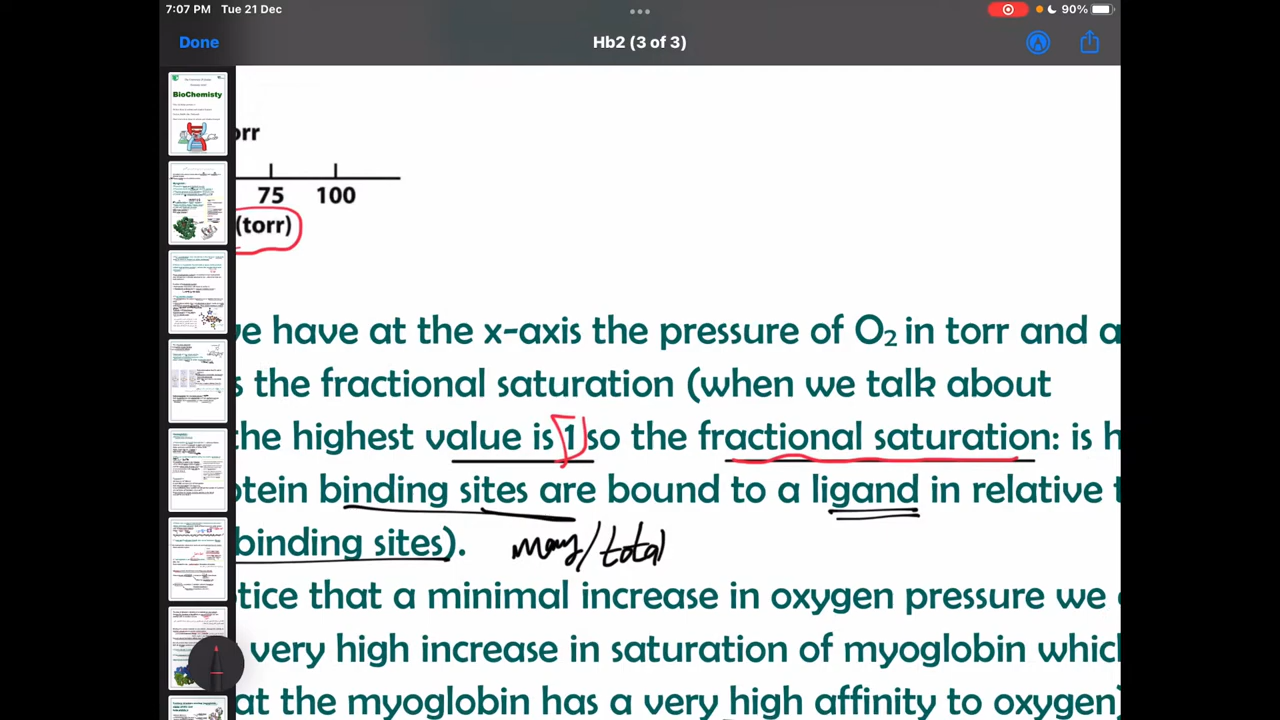 7:07 PM Tue 21 Dec
90%
Done
Hb2 (3 of 3)
BioChemisty
orr
75 100
(torr)
ve have at the x-axis the pressure of O₂ in torr and a
s the fractional saturation (when we talk about
the highest value is 1 so the fractional saturation: is h
otein binding sites are bound to a ligand in relative t
binding sites).
many/total
tice that a minimal increase in oxygen pressure we
very high increase in saturation of myoglobin whic
at the myoglobin has a very high affinity to oxygen